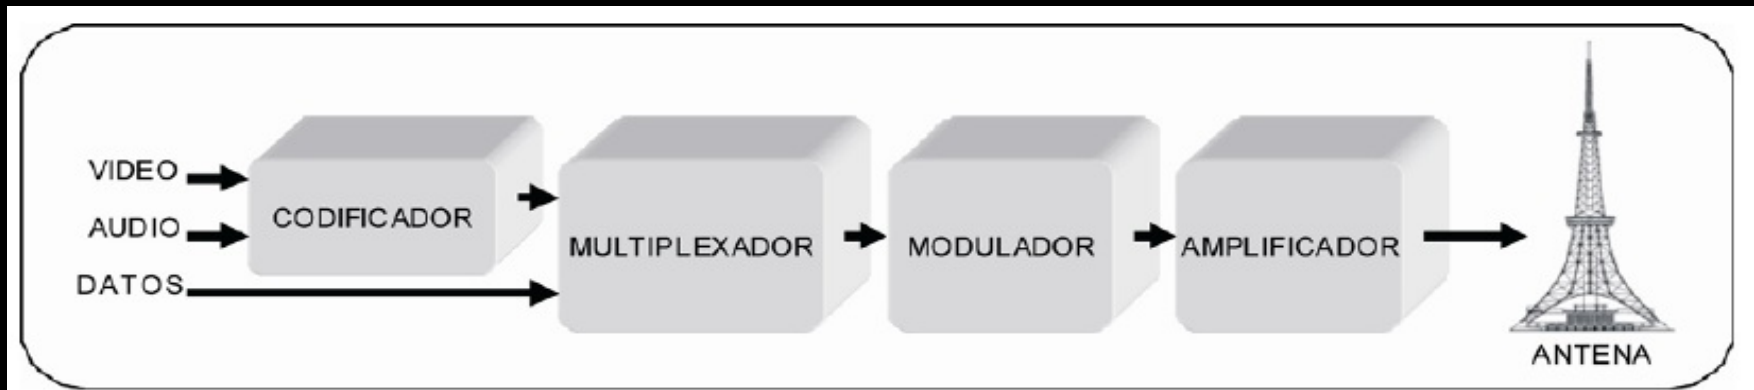 VIDEO
AUDIO
DATOS
CODIFICADOR
MULTIPLEXADOR
MODULADOR
AMPLIFICADOR
ANTENA